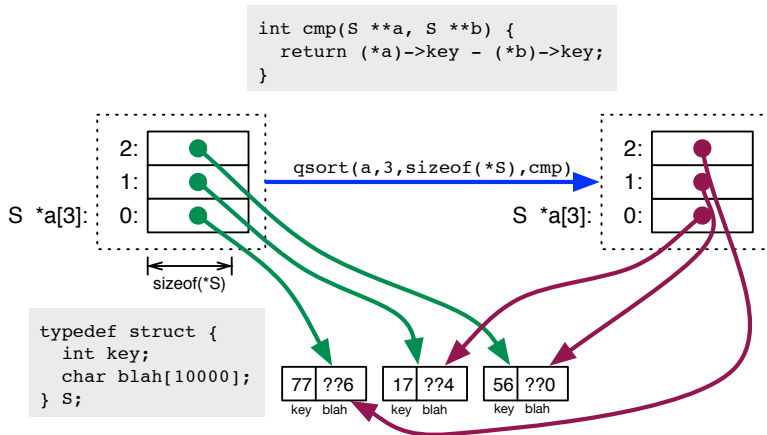 int cmp(S **a, S **b) {
return (*a)->key - (*b)->key;
}
2:
1:
S *a[3]: 0:
sizeof(*S)
qsort(a,3,sizeof(*S),cmp)
2:
1:
S *a[3]: 0:
typedef struct {
int key;
char blah[10000];
} S;
77 ??6 17 ??4 56 ??0
key blah key blah key blah